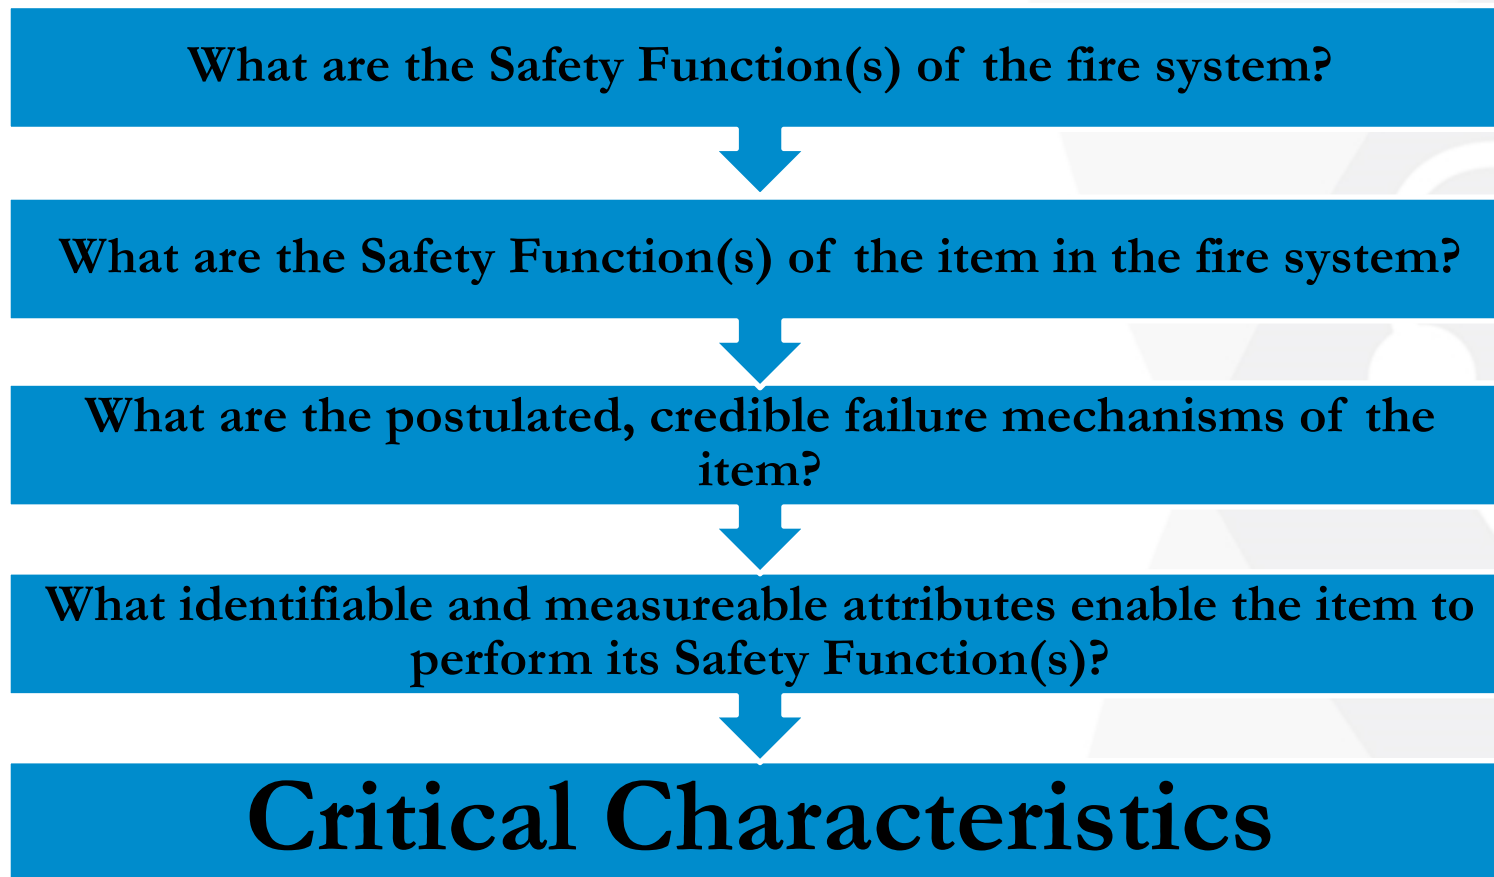 What are the Safety Function(s) of the fire system?
What are the Safety Function(s) of the item in the fire system?
What are the postulated, credible failure mechanisms of the
item?
What identifiable and measureable attributes enable the item to
perform its Safety Function(s)?
Critical Characteristics